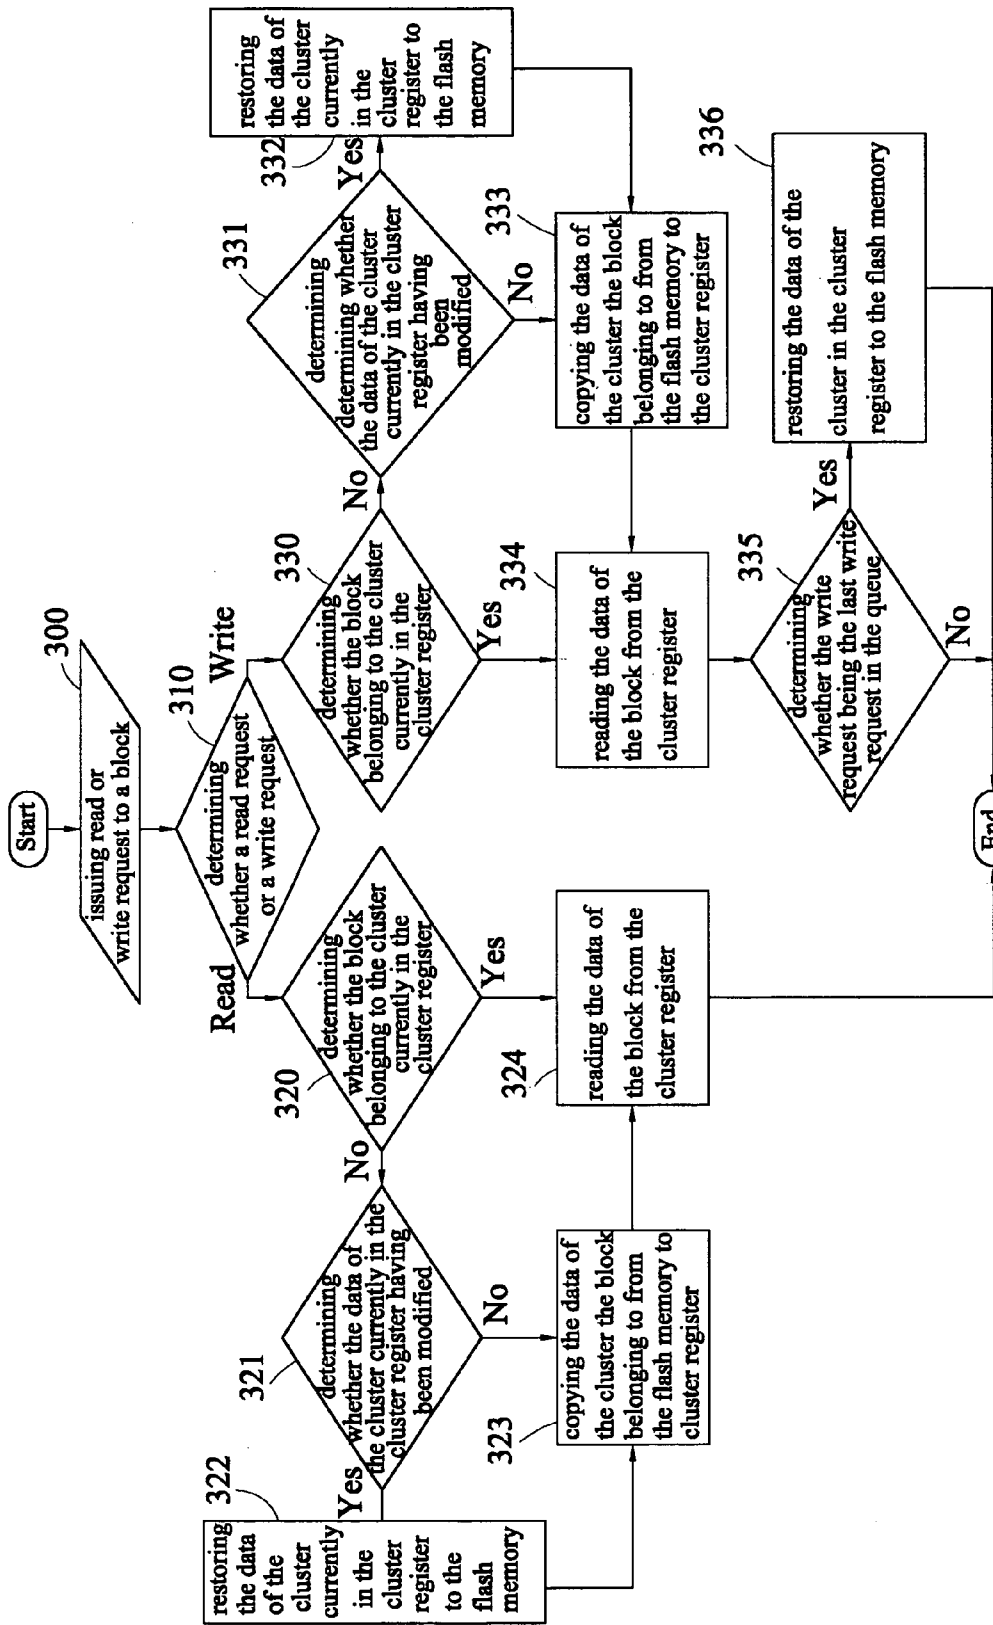 Start
300
issuing read or
write request to a block
310
determining
whether a read request
or a write request
Read
Write
320
determining
whether the block
belonging to the cluster
currently in the
cluster register
No
Yes
321
determining
whether the data of
the cluster currently in the
cluster register having
been modified
Yes
No
322
restoring
the data
of the
cluster
currently
in the
cluster
register
to the
flash
memory
323
copying the data of
the cluster the block
belonging to from
the flash memory to
cluster register
324
reading the data of
the block from the
cluster register
330
determining
whether the block
belonging to the cluster
currently in the
cluster register
No
Yes
331
determining
determining whether
the data of the cluster
currently in the cluster
register having
been
modified
Yes
No
332
restoring
the data of
the cluster
currently
in the
cluster
register to
the flash
memory
333
copying the data of
the cluster the block
belonging to from
the flash memory to
the cluster register
334
reading the data of
the block from the
cluster register
335
determining
whether the write
request being the last write
request in the queue
Yes
No
336
restoring the data of the
cluster in the cluster
register to the flash memory
End